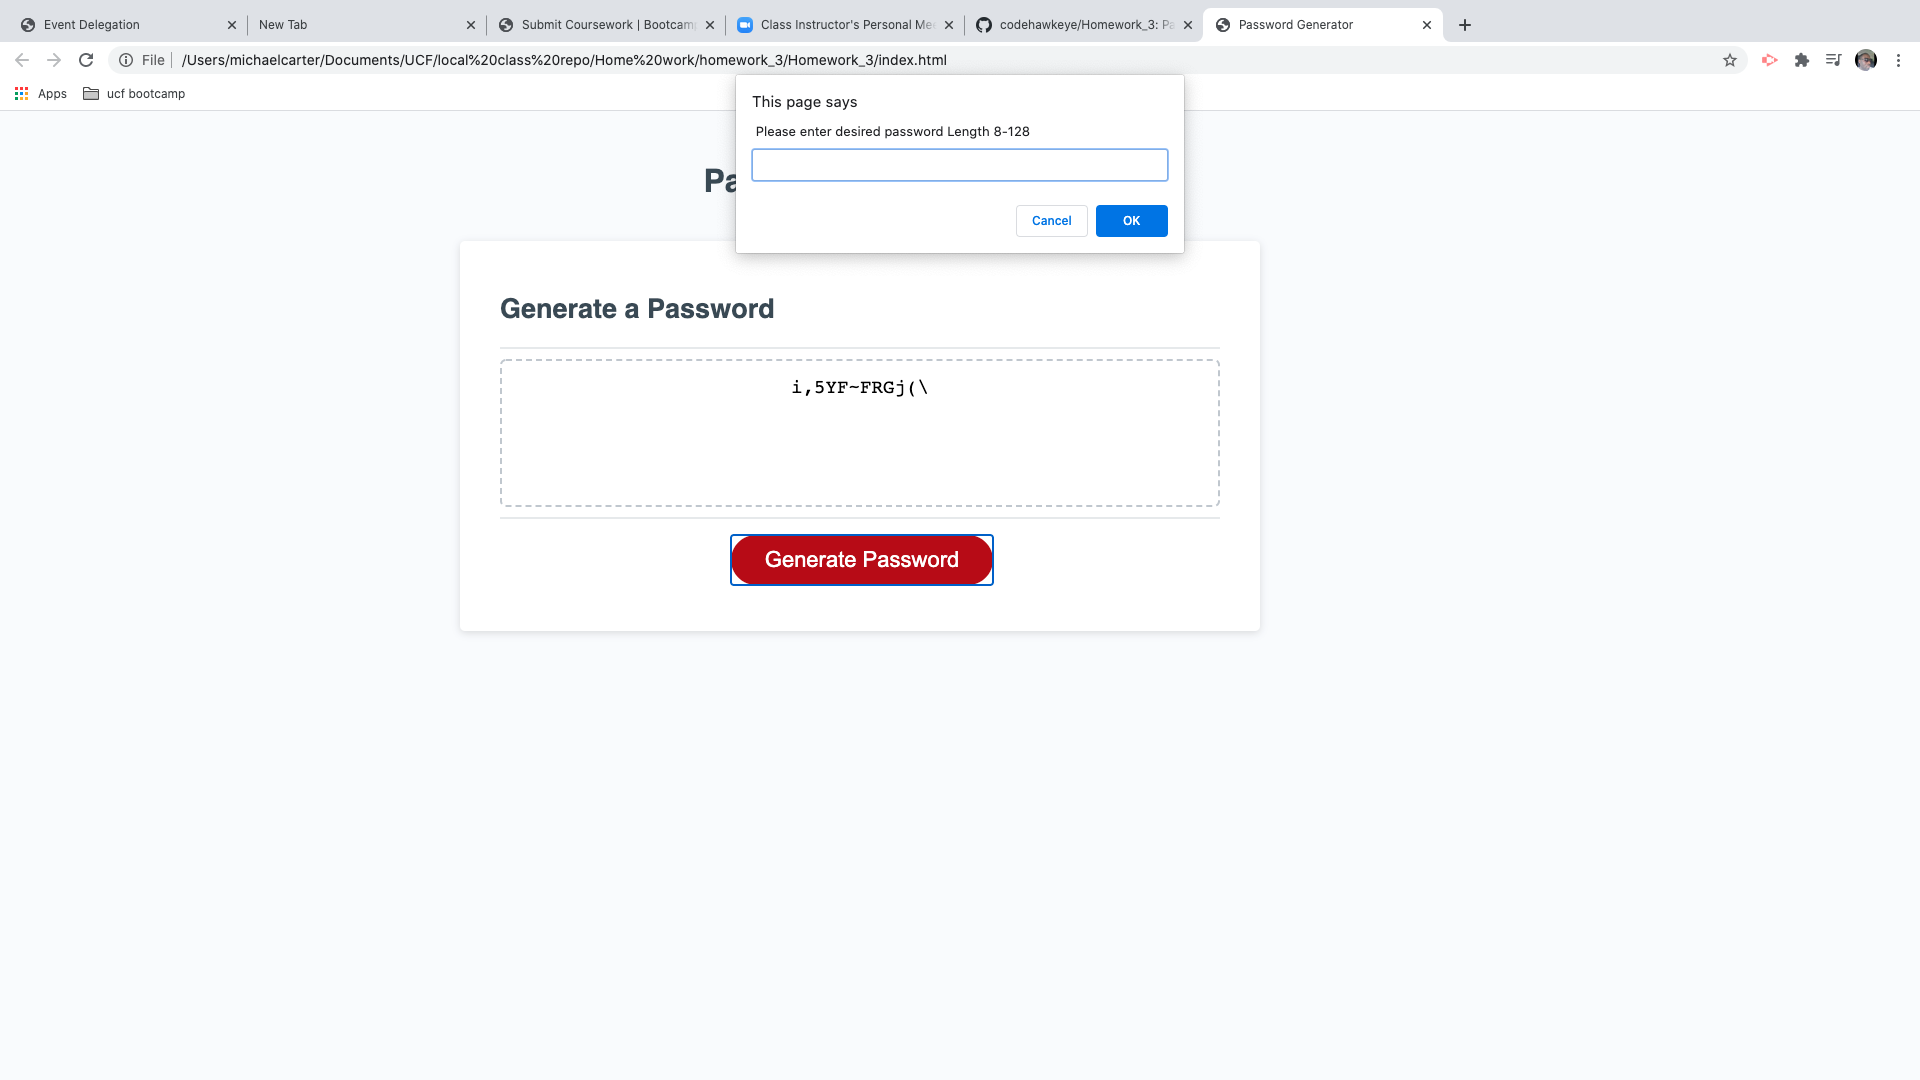 Event Delegation
New Tab
Submit Coursework | Bootcam
Class Instructor's Personal Mee
codehawkeye/Homework_3: Pa
Password Generator
File
/Users/michaelcarter/Documents/UCF/local%20class%20repo/Home%20work/homework_3/Homework_3/index.html
Apps
ucf bootcamp
This page says
Please enter desired password Length 8-128
Cancel
OK
Pa
Generate a Password
i,5YF~FRGj(\
Generate Password